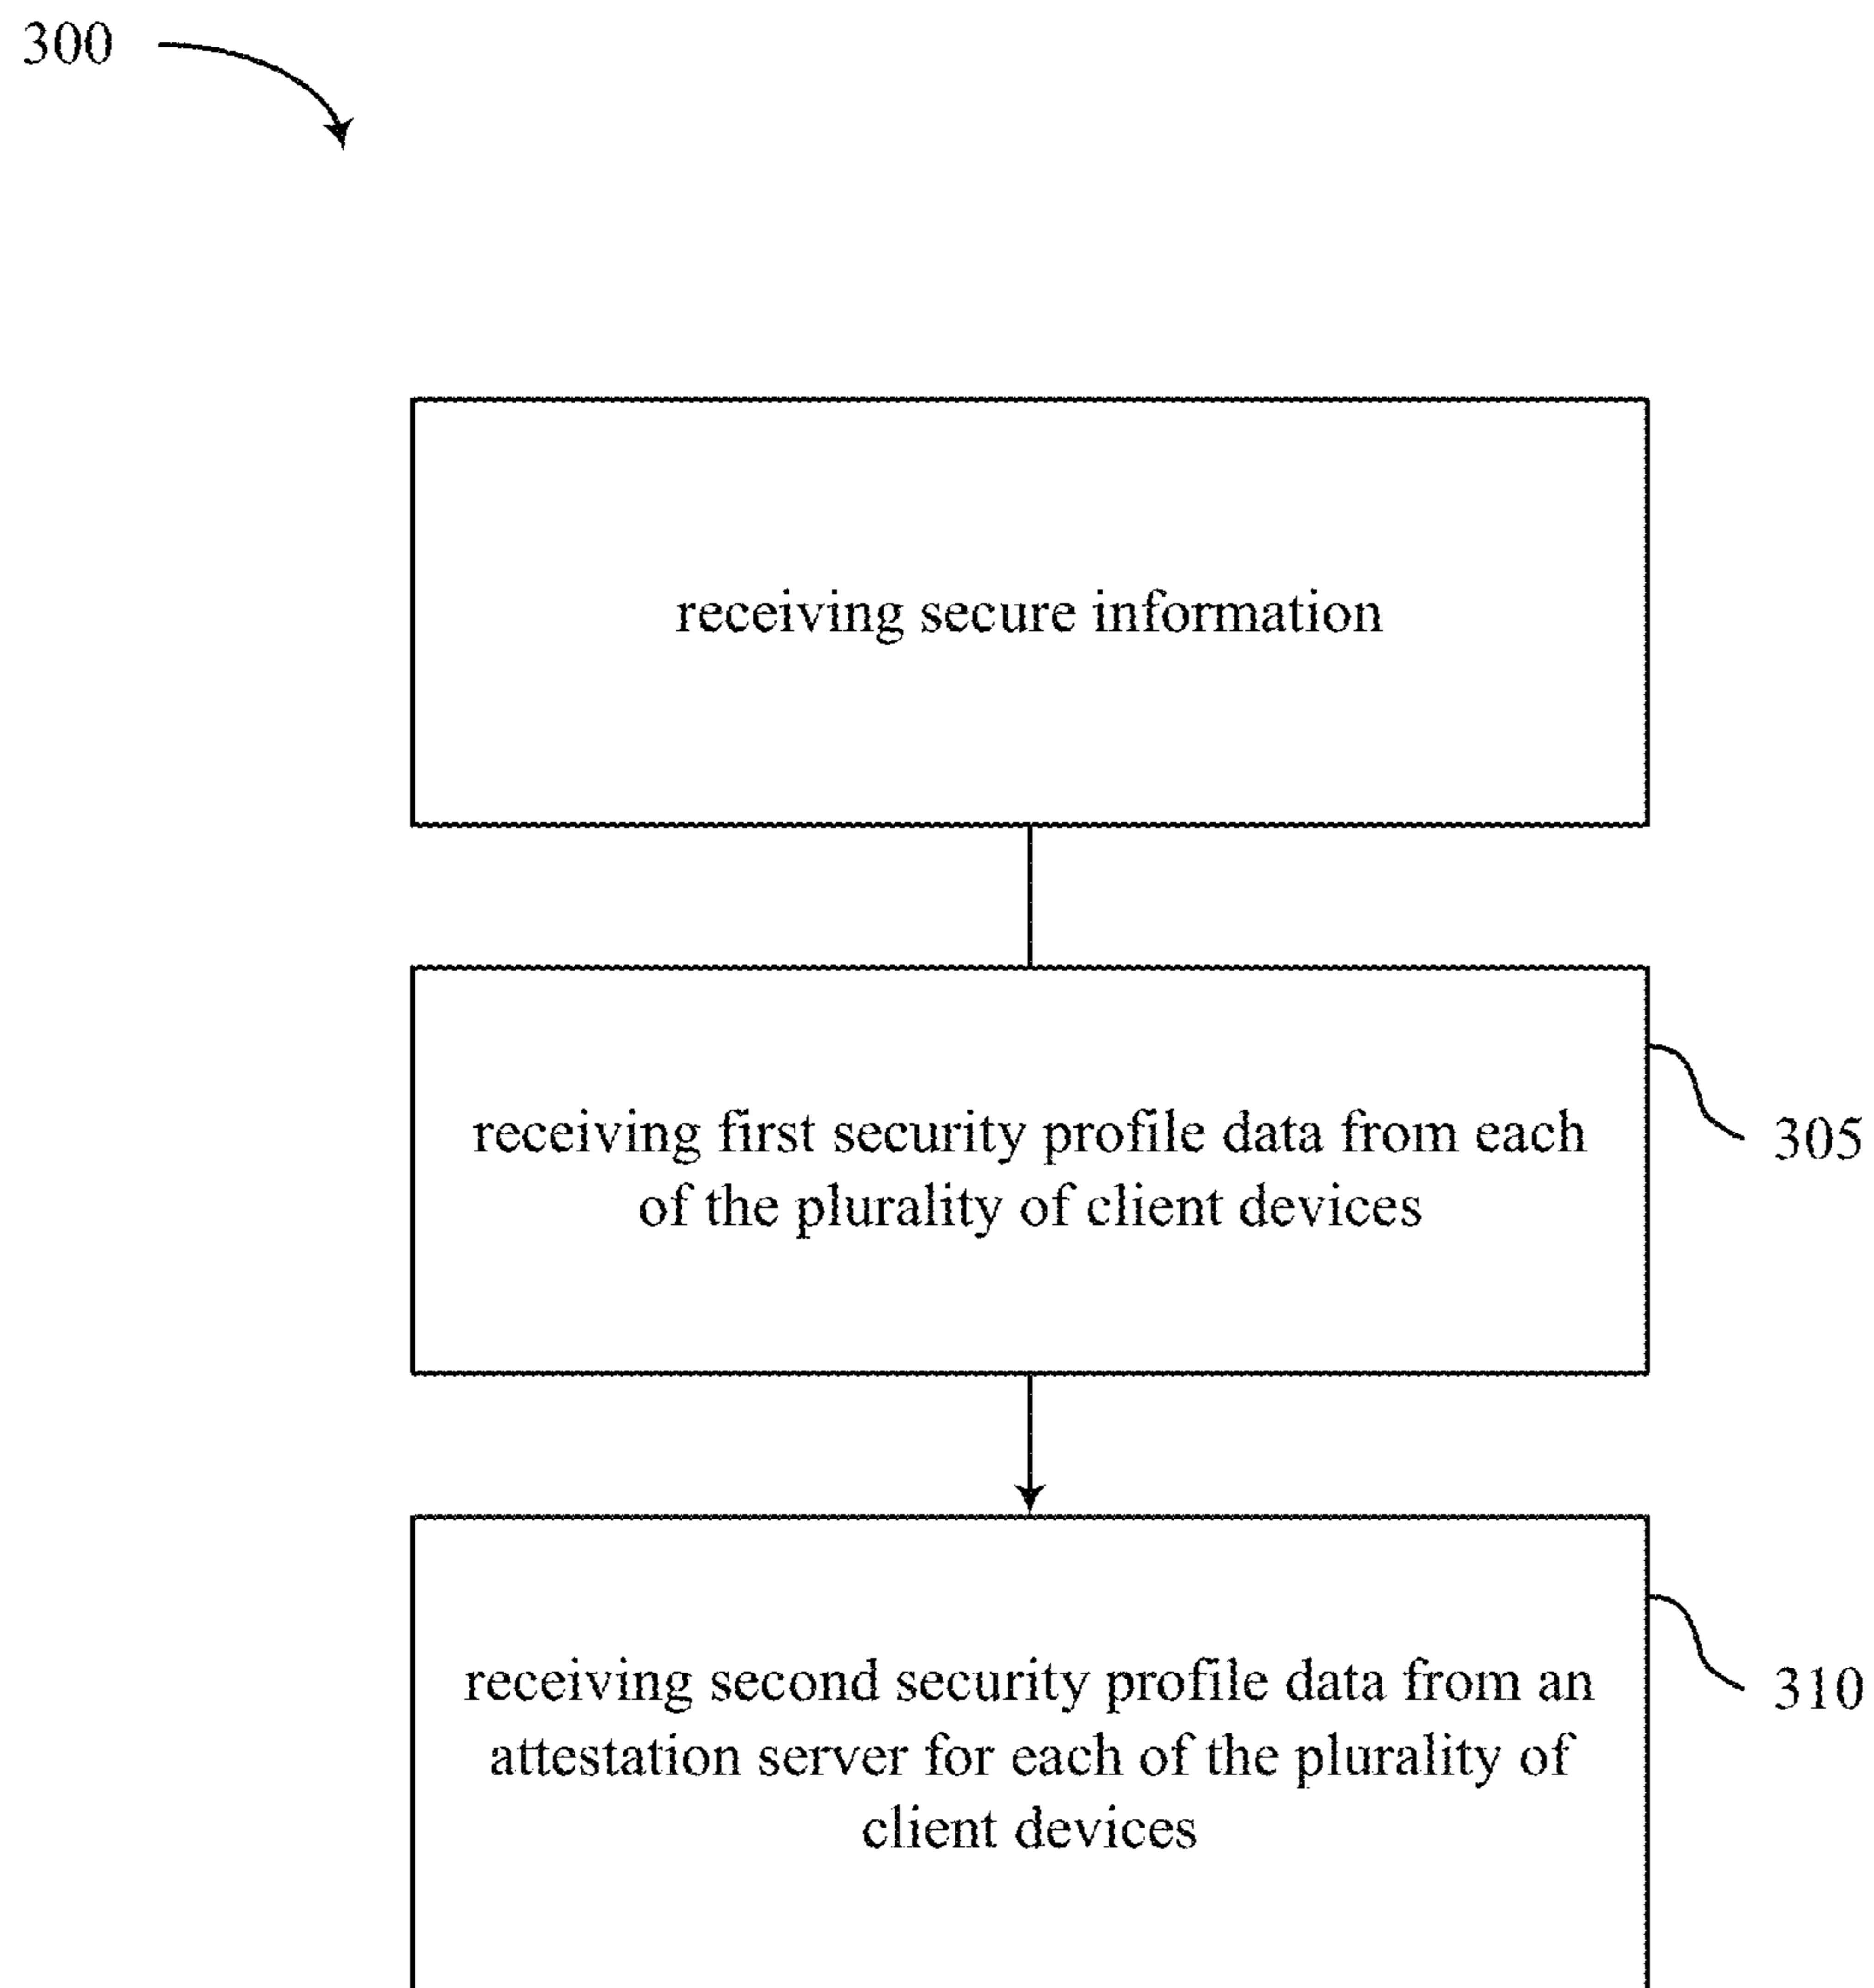 300
receiving secure information
receiving first security profile data from each
of the plurality of client devices
305
receiving second security profile data from an
attestation server for each of the plurality of
client devices
310